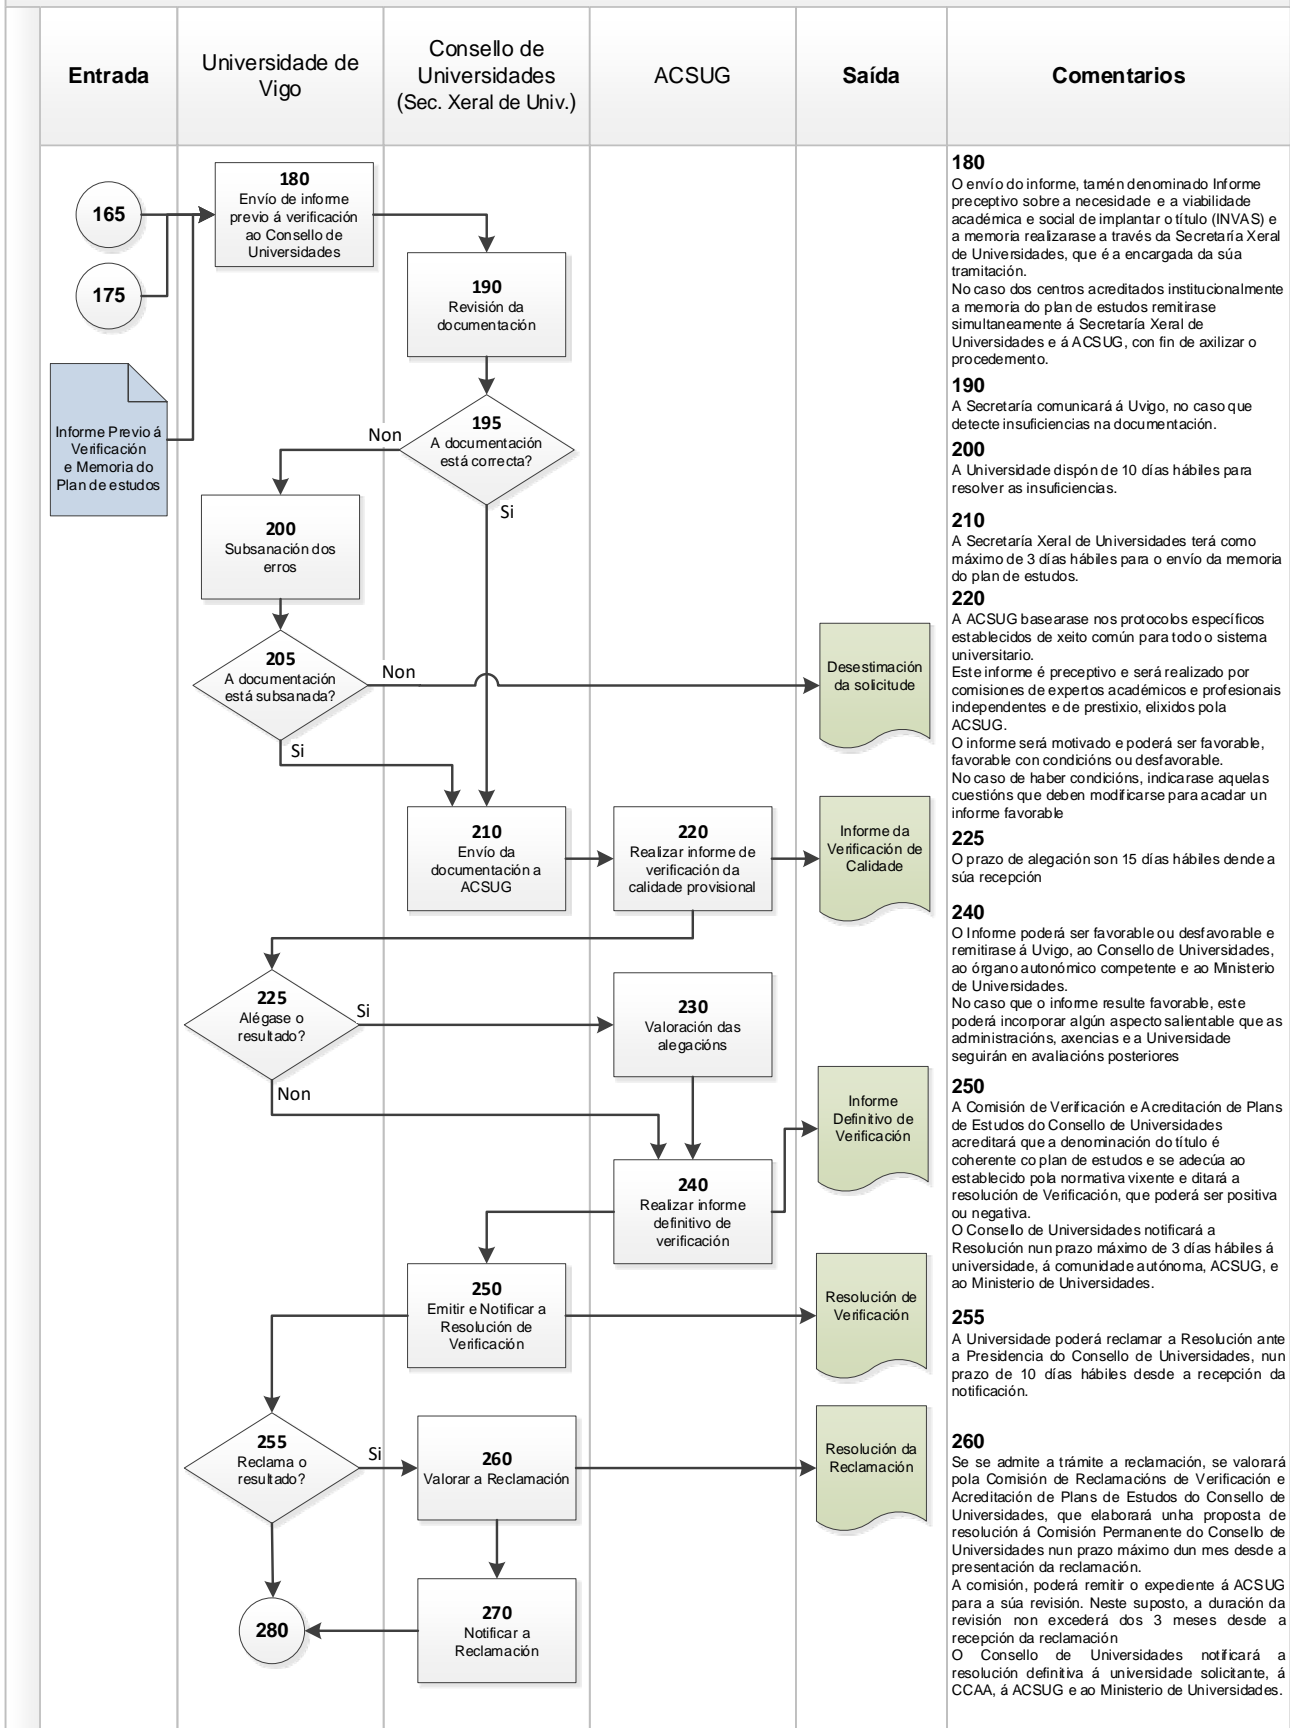 Entrada
Universidade de
Vigo
Consello de
Universidades
(Sec. Xeral de Univ.)
ACSUG
Saída
Comentarios
165
175
Informe Previo á
Verificación
e Memoria do
Plan de estudos
180
Envío de informe
previo á verificación
ao Consello de
Universidades
190
Revisión da
documentación
195
A documentación
está correcta?
Non
Si
200
Subsanación dos
erros
205
A documentación
está subsanada?
Non
Si
Desestimación
da solicitude
210
Envío da
documentación a
ACSUG
220
Realizar informe de
verificación da
calidade provisional
Informe da
Verificación de
Calidade
225
Alégase o
resultado?
Si
Non
230
Valoración das
alegacións
240
Realizar informe
definitivo de
verificación
Informe
Definitivo de
Verificación
250
Emitir e Notificar a
Resolución de
Verificación
Resolución de
Verificación
255
Reclama o
resultado?
Si
260
Valorar a Reclamación
Resolución da
Reclamación
270
Notificar a
Reclamación
280
180
O envío do informe, tamén denominado Informe
preceptivo sobre a necesidade e a viabilidade
académica e social de implantar o título (INVAS) e
a memoria realizarase a través da Secretaría Xeral
de Universidades, que é a encargada da súa
tramitación.
No caso dos centros acreditados institucionalmente
a memoria do plan de estudos remitirase
simultaneamente á Secretaría Xeral de
Universidades e á ACSUG, con fin de axilizar o
procedemento.
190
A Secretaría comunicará á Uvigo, no caso que
detecte insuficiencias na documentación.
200
A Universidade dispón de 10 días hábiles para
resolver as insuficiencias.
210
A Secretaría Xeral de Universidades terá como
máximo de 3 días hábiles para o envío da memoria
do plan de estudos.
220
A ACSUG basearase nos protocolos específicos
establecidos de xeito común para todo o sistema
universitario.
Este informe é preceptivo e será realizado por
comisiones de expertos académicos e profesionais
independentes e de prestixio, elixidos pola
ACSUG.
O informe será motivado e poderá ser favorable,
favorable con condicións ou desfavorable.
No caso de haber condicións, indicarase aquelas
cuestións que deben modificarse para acadar un
informe favorable
225
O prazo de alegación son 15 días hábiles dende a
súa recepción
240
O Informe poderá ser favorable ou desfavorable e
remitirase á Uvigo, ao Consello de Universidades,
ao órgano autonómico competente e ao Ministerio
de Universidades.
No caso que o informe resulte favorable, este
poderá incorporar algún aspecto salientable que as
administracións, axencias e a Universidade
seguirán en avaliacións posteriores
250
A Comisión de Verificación e Acreditación de Plans
de Estudos do Consello de Universidades
acreditará que a denominación do título é
coherente co plan de estudos e se adecúa ao
establecido pola normativa vixente e ditará a
resolución de Verificación, que poderá ser positiva
ou negativa.
O Consello de Universidades notificará a
Resolución nun prazo máximo de 3 días hábiles á
universidade, á comunidade autónoma, ACSUG, e
ao Ministerio de Universidades.
255
A Universidade poderá reclamar a Resolución ante
a Presidencia do Consello de Universidades, nun
prazo de 10 días hábiles desde a recepción da
notificación.
260
Se se admite a trámite a reclamación, se valorará
pola Comisión de Reclamacións de Verificación e
Acreditación de Plans de Estudos do Consello de
Universidades, que elaborará unha proposta de
resolución á Comisión Permanente do Consello de
Universidades nun prazo máximo dun mes desde a
presentación da reclamación.
A comisión, poderá remitir o expediente á ACSUG
para a súa revisión. Neste suposto, a duración da
revisión non excederá dos 3 meses desde a
recepción da reclamación
O Consello de Universidades notificará a
resolución definitiva á universidade solicitante, á
CCAA, á ACSUG e ao Ministerio de Universidades.